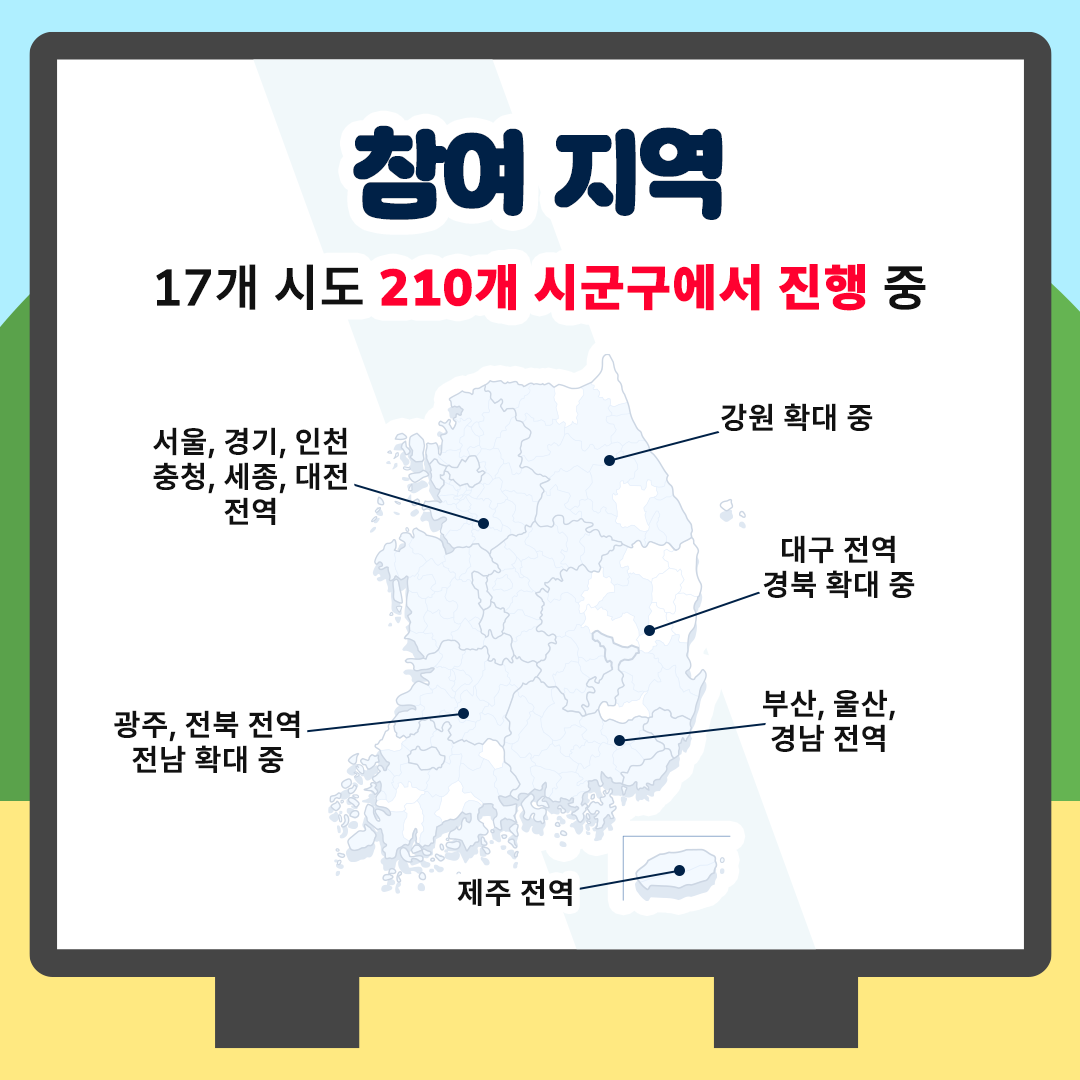 참여 지역
17개 시도 210개 시군구에서 진행 중
강원 확대 중
서울, 경기, 인천
충청, 세종, 대전
전역
대구 전역
경북 확대 중
부산, 울산,
경남 전역
광주, 전북 전역
전남 확대 중
제주 전역